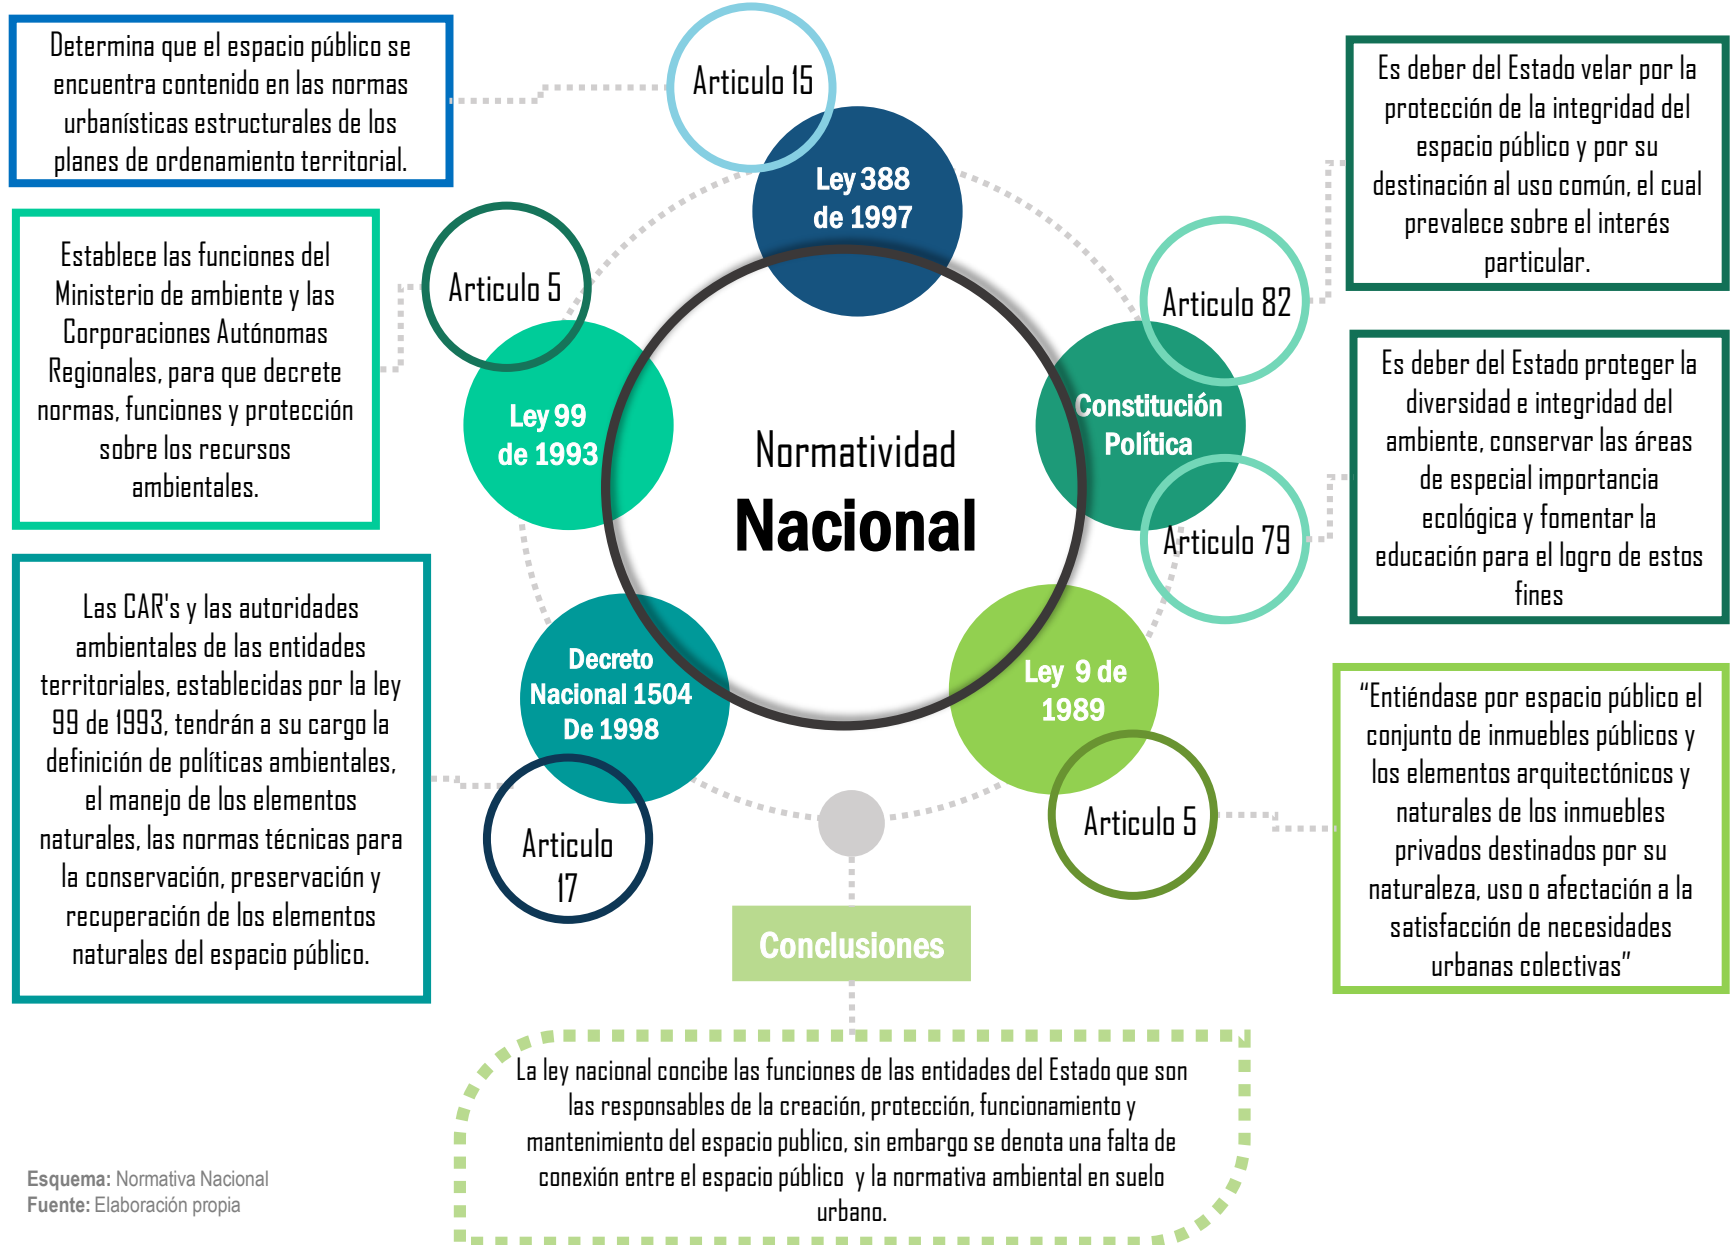 Determina que el espacio público se
encuentra contenido en las normas
urbanísticas estructurales de los
planes de ordenamiento territorial.
Articulo 15
Ley 388
de 1997
Es deber del Estado velar por la
protección de la integridad del
espacio público y por su
destinación al uso común, el cual
prevalece sobre el interés
particular.
Articulo 82
Establece las funciones del
Ministerio de ambiente y las
Corporaciones Autónomas
Regionales, para que decrete
normas, funciones y protección
sobre los recursos
ambientales.
Articulo 5
Ley 99
de 1993
Constitución
Política
Articulo 79
Es deber del Estado proteger la
diversidad e integridad del
ambiente, conservar las áreas
de especial importancia
ecológica y fomentar la
educación para el logro de estos
fines
Normatividad
Nacional
Las CAR's y las autoridades
ambientales de las entidades
territoriales, establecidas por la ley
99 de 1993, tendrán a su cargo la
definición de políticas ambientales,
el manejo de los elementos
naturales, las normas técnicas para
la conservación, preservación y
recuperación de los elementos
naturales del espacio público.
Decreto
Nacional 1504
De 1998
Articulo
17
Ley 9 de
1989
Articulo 5
“Entiéndase por espacio público el
conjunto de inmuebles públicos y
los elementos arquitectónicos y
naturales de los inmuebles
privados destinados por su
naturaleza, uso o afectación a la
satisfacción de necesidades
urbanas colectivas”
Conclusiones
La ley nacional concibe las funciones de las entidades del Estado que son
las responsables de la creación, protección, funcionamiento y
mantenimiento del espacio publico, sin embargo se denota una falta de
conexión entre el espacio público y la normativa ambiental en suelo
urbano.
Esquema: Normativa Nacional
Fuente: Elaboración propia